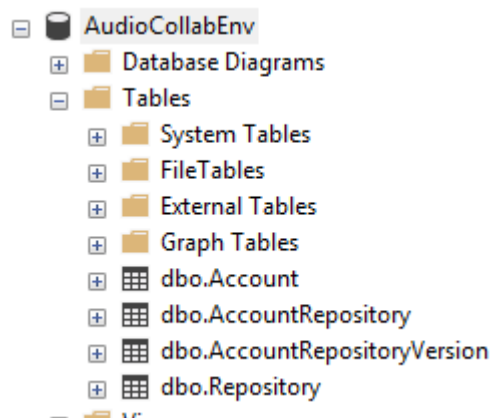 AudioCollabEnv
Database Diagrams
Tables
System Tables
FileTables
External Tables
Graph Tables
dbo.Account
dbo.AccountRepository
dbo.AccountRepositoryVersion
dbo.Repository